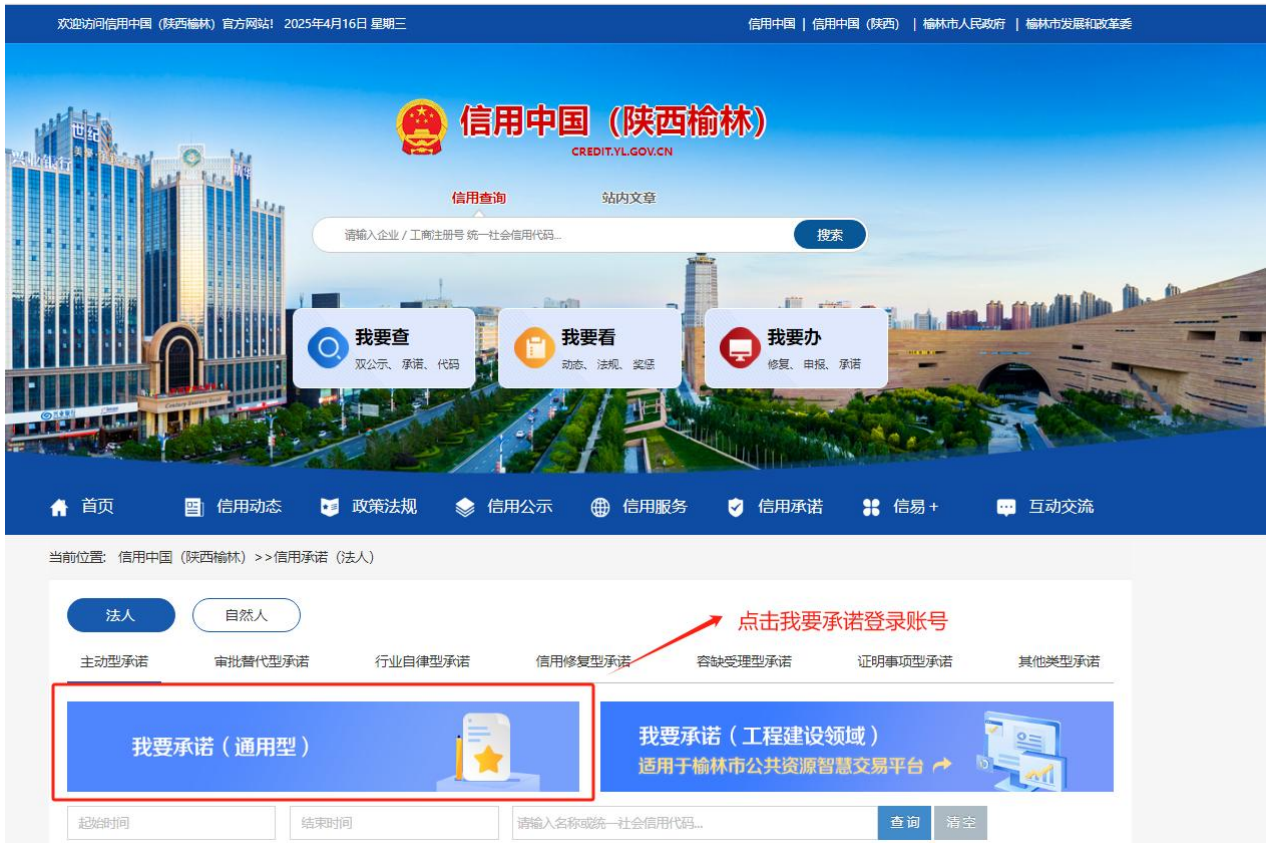 欢迎访问信用中国（陕西榆林）官方网站！ 2025年4月16日 星期三
信用中国 | 信用中国（陕西） | 榆林市人民政府 | 榆林市发展和改革委
信用中国（陕西榆林）
CREDIT.YL.GOV.CN
世纪
兴业银行
信用查询 站内文章
请输入企业 / 工商注册号 统一社会信用代码...
搜索
我要查
双公示、承诺、代码
我要看
动态、法规、奖惩
我要办
修复、申报、承诺
首页 信用动态 政策法规 信用公示 信用服务 信用承诺 信易+ 互动交流
当前位置: 信用中国（陕西榆林）>>信用承诺（法人）
法人 自然人
点击我要承诺登录账号
主动型承诺 审批替代型承诺 行业自律型承诺 信用修复型承诺 容缺受理型承诺 证明事项型承诺 其他类型承诺
我要承诺（通用型）
我要承诺（工程建设领域）
适用于榆林市公共资源智慧交易平台
起始时间 结束时间 请输入名称或统一社会信用代码... 查询 清空